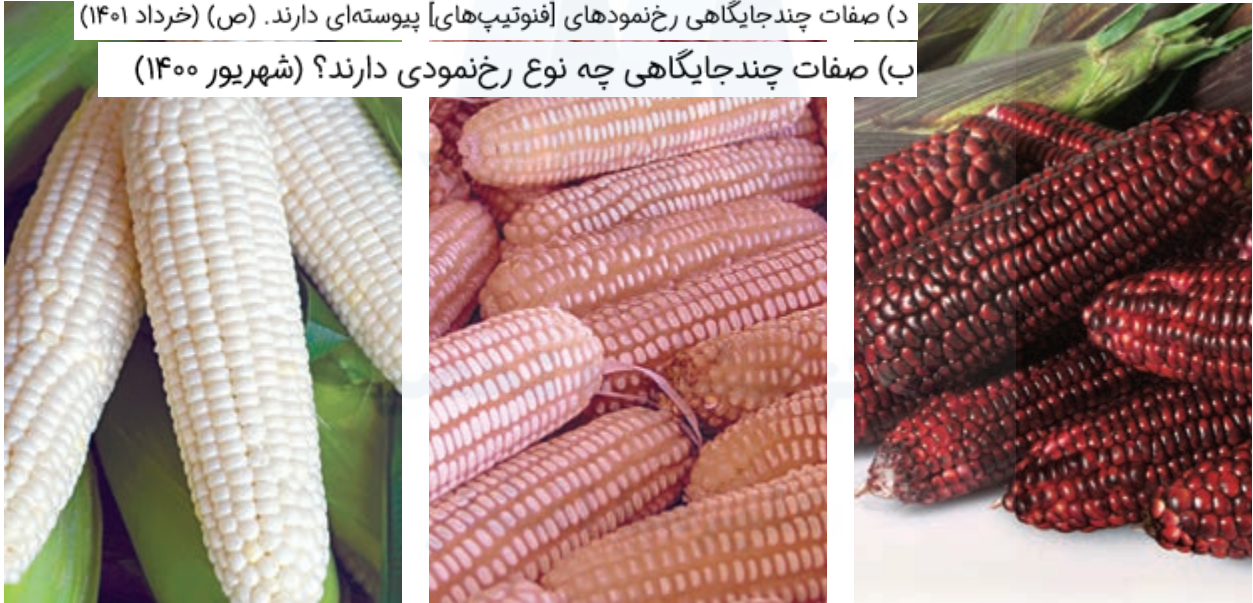 د) صفات چندجایگاهی رخ‌نمودهای [فنوتیپ‌های] پیوسته‌ای دارند. (ص) (خرداد ۱۴۰۱)
ب) صفات چندجایگاهی چه نوع رخ‌نمودی دارند؟ (شهریور ۱۴۰۰)